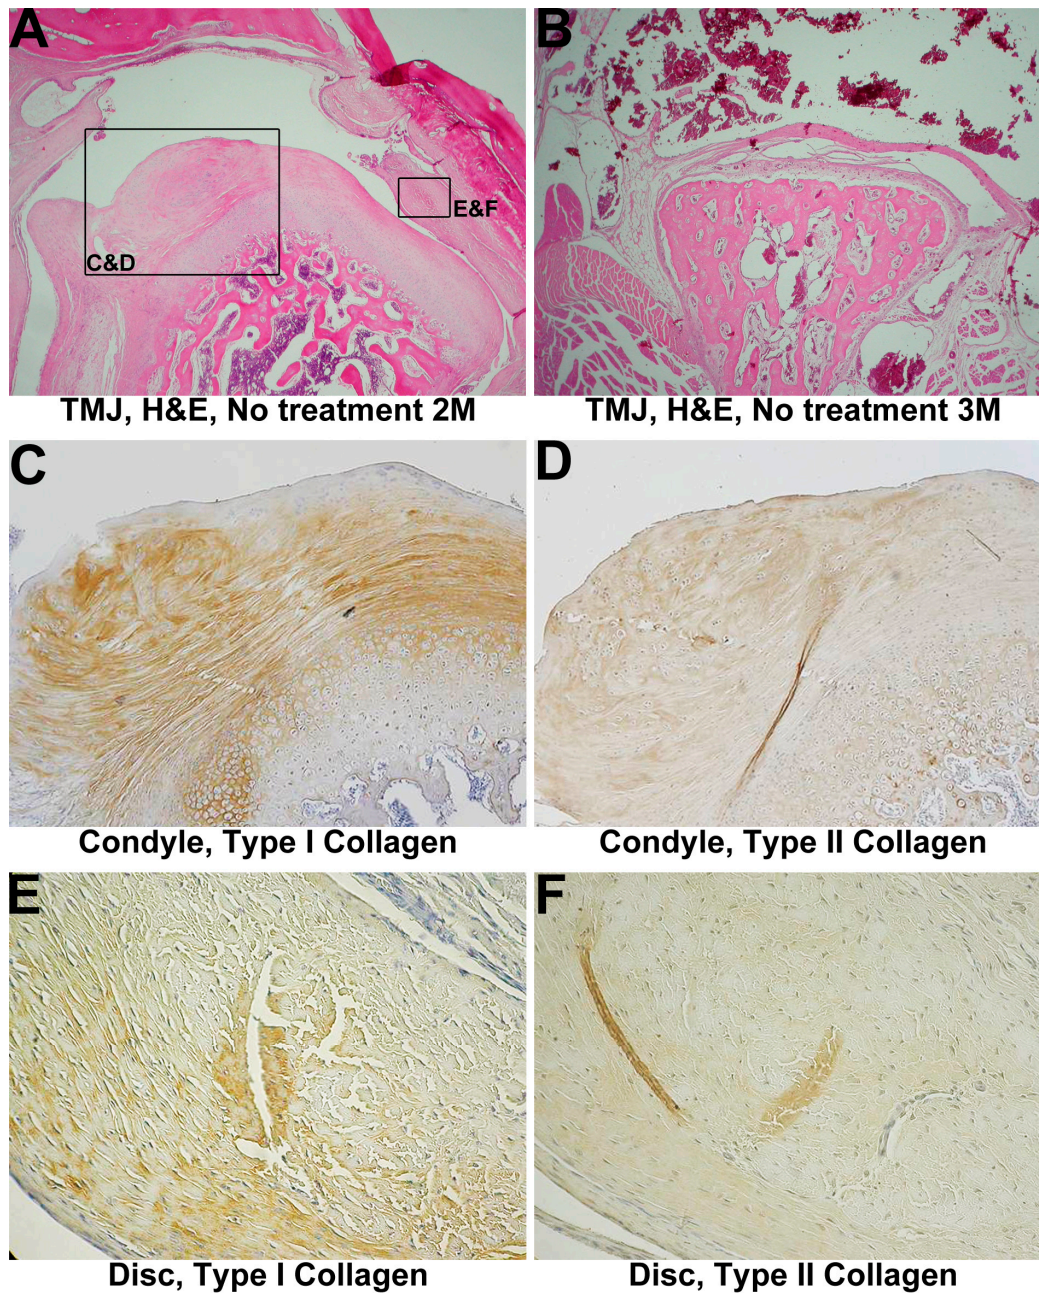 A
B
E&F
C&D
TMJ, H&E, No treatment 2M
TMJ, H&E, No treatment 3M
C
D
Condyle, Type I Collagen
Condyle, Type II Collagen
E
F
Disc, Type I Collagen
Disc, Type II Collagen